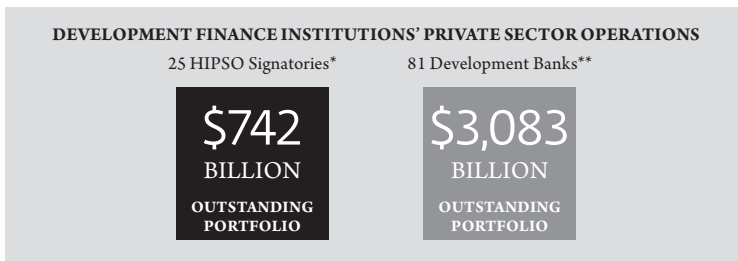 DEVELOPMENT FINANCE INSTITUTIONS’ PRIVATE SECTOR OPERATIONS
25 HIPSO Signatories*
81 Development Banks**
$742
BILLION
OUTSTANDING
PORTFOLIO
$3,083
BILLION
OUTSTANDING
PORTFOLIO